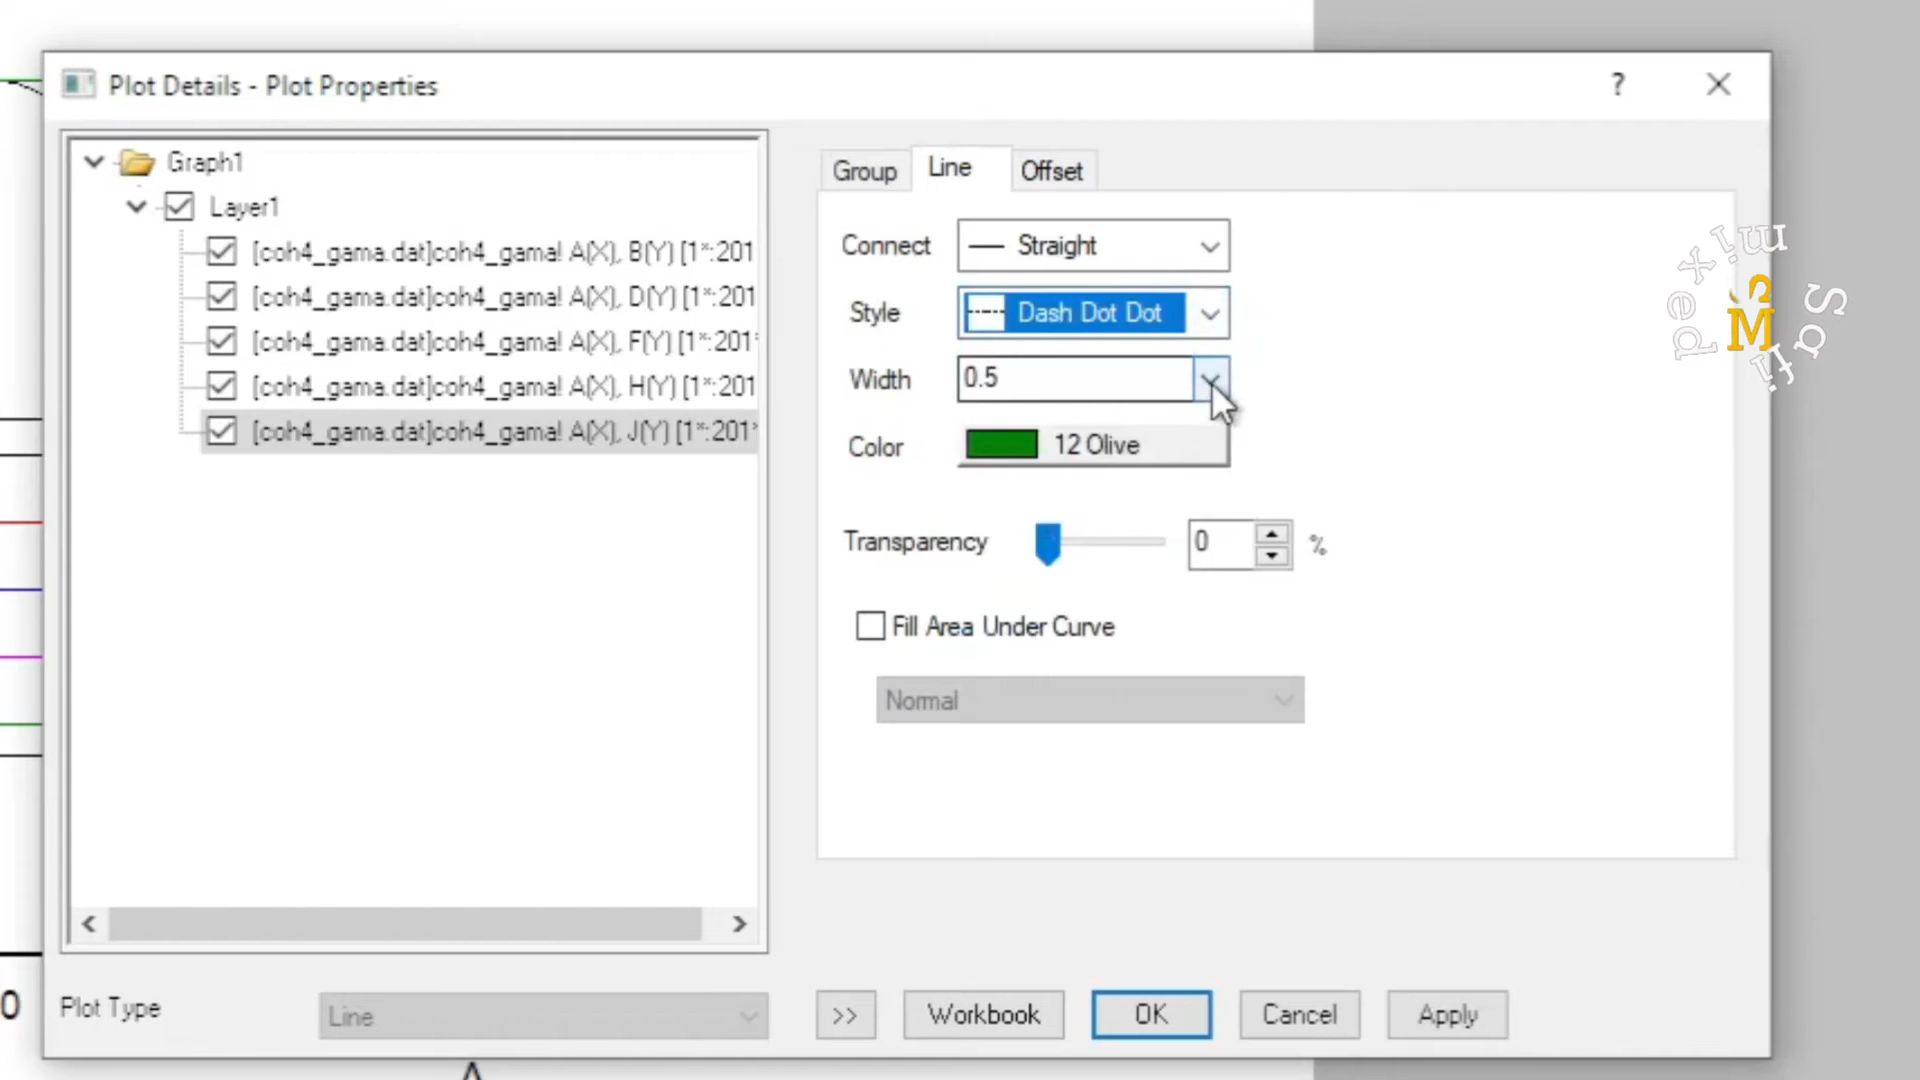 Plot Details - Plot Properties
?
Graph1
Layer1
[coh4_gama.dat]coh4_gama! A(X), B(Y) [1*:201
[coh4_gama.dat]coh4_gama! A(X), D(Y) [1*:201
[coh4_gama.dat]coh4_gama! A(X), F(Y) [1*:201*
[coh4_gama.dat]coh4_gama! A(X), H(Y) [1*:201
[coh4_gama.dat]coh4_gama! A(X), J(Y) [1*:201*
Group Line Offset
Connect Straight
Style Dash Dot Dot
Width 0.5
Color 12 Olive
Transparency 0 %
Fill Area Under Curve
Normal
0
Plot Type Line >> Workbook OK Cancel Apply
pexim
SM
Safi